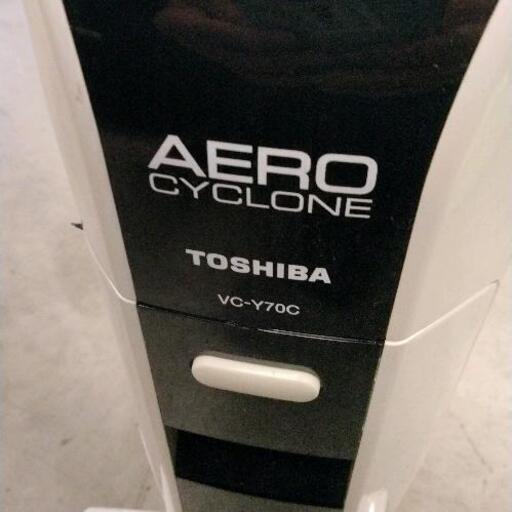 AERO
CYCLONE
TOSHIBA
VC-Y70C